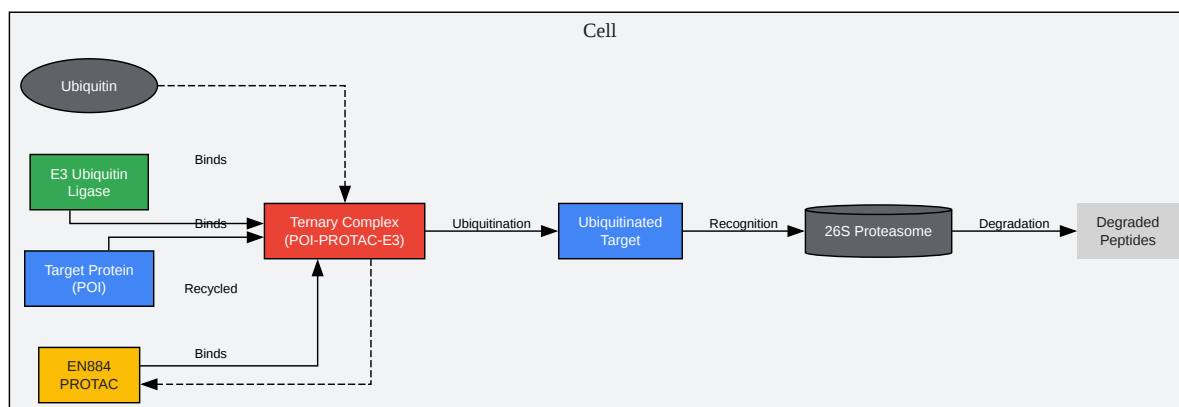 Cell
Ubiquitin
Binds
E3 Ubiquitin
Ligase
Binds
Ternary Complex
(POI-PROTAC-E3)
Ubiquitination
Ubiquitinated
Target
Recognition
26S Proteasome
Degradation
Degraded
Peptides
Target Protein
(POI)
Recycled
Binds
EN884
PROTAC